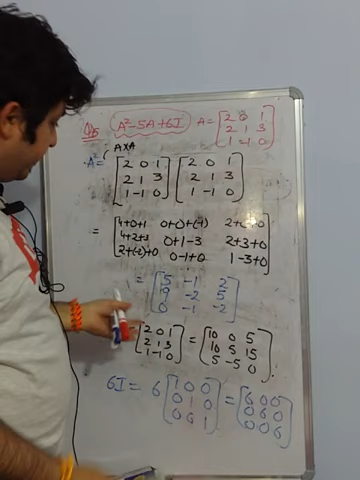 Q15 A²-5A+6I A = [2 0 1
2 1 3
1 -1 0]
A×A
A² = [2 0 1 [2 0 1
2 1 3 2 1 3
1 -1 0] 1 -1 0]
= [4+0+1 0+0+(-1) 2+0+0
4+2+3 0+1-3 2+3+0
2+(-2)+0 0-1+0 1-3+0]
= [5 -1 2
9 -2 5
0 -1 -2]
[2 0 1 = [10 0 5
2 1 3 10 5 15
1 -1 0] 5 -5 0]
6I = 6 [1 0 0 = [6 0 0
0 1 0 0 6 0
0 0 1] 0 0 6]